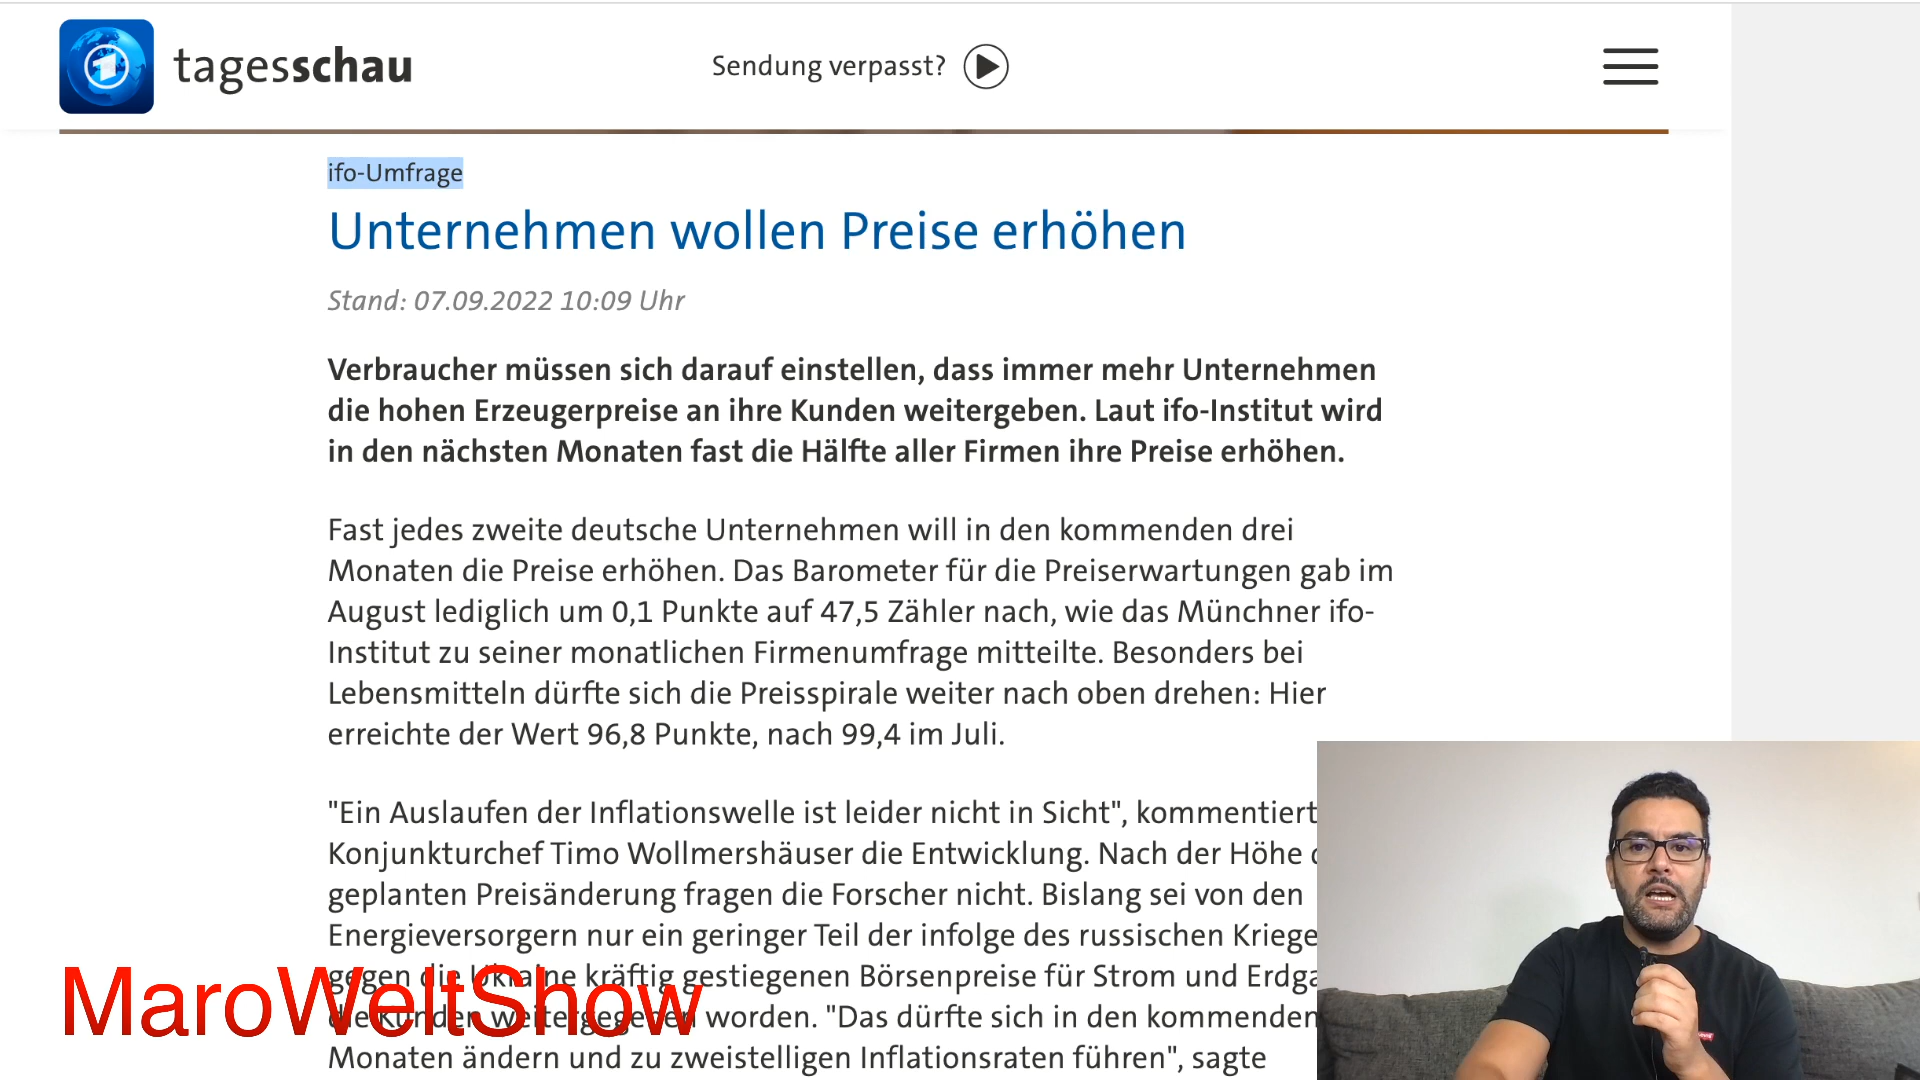 tagesschau
Sendung verpasst?
ifo-Umfrage
Unternehmen wollen Preise erhöhen
Stand: 07.09.2022 10:09 Uhr
Verbraucher müssen sich darauf einstellen, dass immer mehr Unternehmen
die hohen Erzeugerpreise an ihre Kunden weitergeben. Laut ifo-Institut wird
in den nächsten Monaten fast die Hälfte aller Firmen ihre Preise erhöhen.
Fast jedes zweite deutsche Unternehmen will in den kommenden drei
Monaten die Preise erhöhen. Das Barometer für die Preiserwartungen gab im
August lediglich um 0,1 Punkte auf 47,5 Zähler nach, wie das Münchner ifo-
Institut zu seiner monatlichen Firmenumfrage mitteilte. Besonders bei
Lebensmitteln dürfte sich die Preisspirale weiter nach oben drehen: Hier
erreichte der Wert 96,8 Punkte, nach 99,4 im Juli.
"Ein Auslaufen der Inflationswelle ist leider nicht in Sicht", kommentiert
Konjunkturchef Timo Wollmershäuser die Entwicklung. Nach der Höhe
geplanten Preisänderung fragen die Forscher nicht. Bislang sei von den
Energieversorgern nur ein geringer Teil der infolge des russischen Kriege
gegen die Ukraine kräftig gestiegenen Börsenpreise für Strom und Erdga
die Kunden weitergegeben worden. "Das dürfte sich in den kommenden
Monaten ändern und zu zweistelligen Inflationsraten führen", sagte
MaroWeltShow